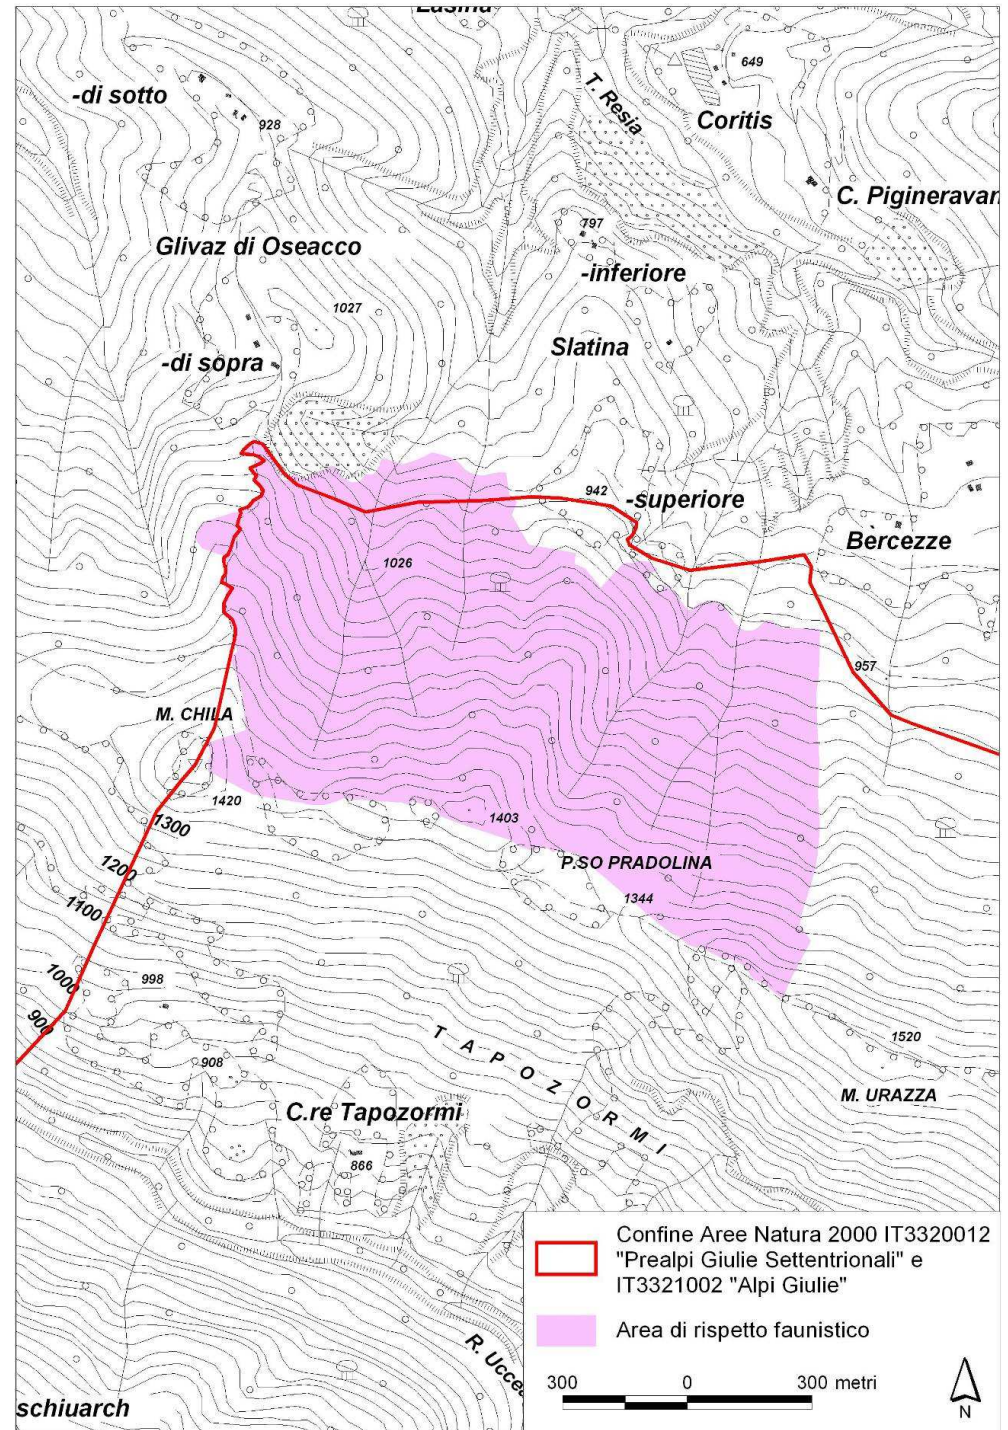 649
-di sotto
T. Resia
928
Coritis
C. Pigineravan
797
Glivaz di Oseacco
-inferiore
1027
Slatina
-di sopra
942
-superiore
Bèrcezze
1026
957
M. CHILA
1420
1403
1300
P.SO PRADOLINA
1200
1344
1100
1000
998
900
TAPOZORMI
1520
908
M. URAZZA
C.re Tapozormi
866
Confine Aree Natura 2000 IT3320012
"Prealpi Giulie Settentrionali" e
IT3321002 "Alpi Giulie"
Area di rispetto faunistico
R. Uccea
300 0 300 metri
schiuarch
N